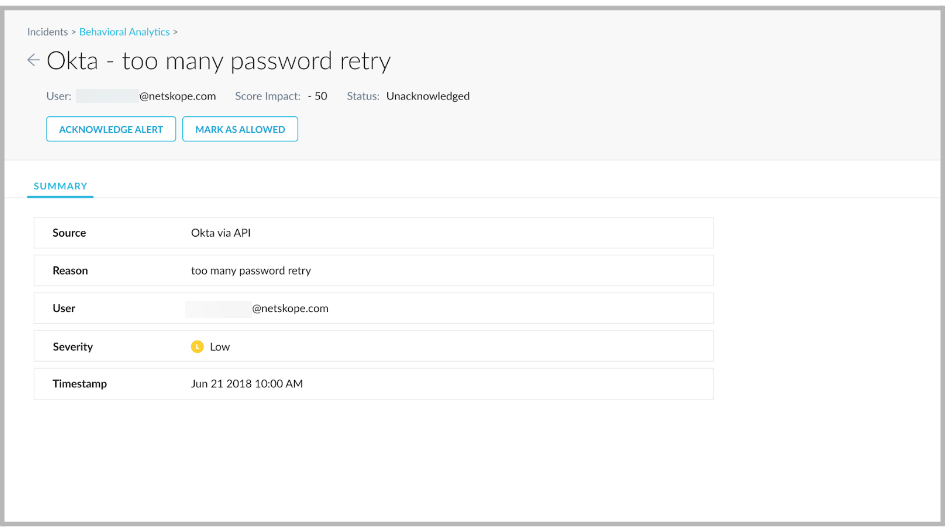 Incidents > Behavioral Analytics >
← Okta - too many password retry
User: @netskope.com Score Impact: - 50 Status: Unacknowledged
ACKNOWLEDGE ALERT MARK AS ALLOWED
SUMMARY
Source Okta via API
Reason too many password retry
User @netskope.com
Severity L Low
Timestamp Jun 21 2018 10:00 AM